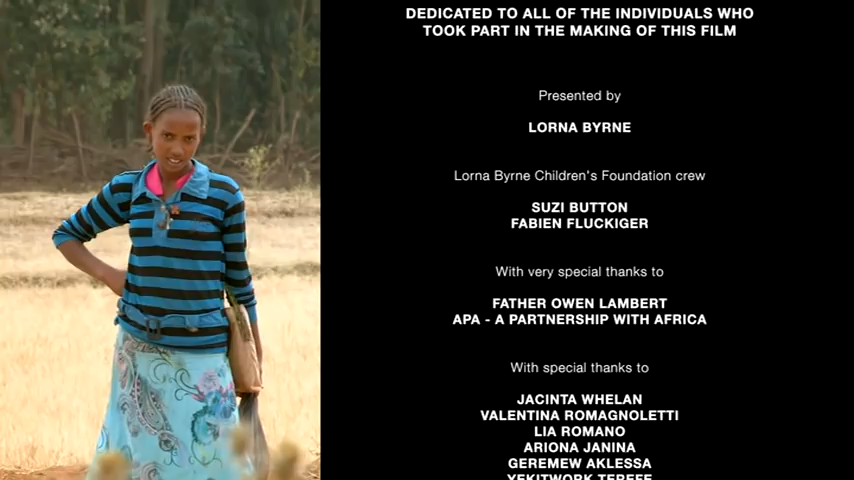 DEDICATED TO ALL OF THE INDIVIDUALS WHO
TOOK PART IN THE MAKING OF THIS FILM
Presented by
LORNA BYRNE
Lorna Byrne Children's Foundation crew
SUZI BUTTON
FABIEN FLUCKIGER
With very special thanks to
FATHER OWEN LAMBERT
APA - A PARTNERSHIP WITH AFRICA
With special thanks to
JACINTA WHELAN
VALENTINA ROMAGNOLETTI
LIA ROMANO
ARIONA JANINA
GEREMEW AKLESSA